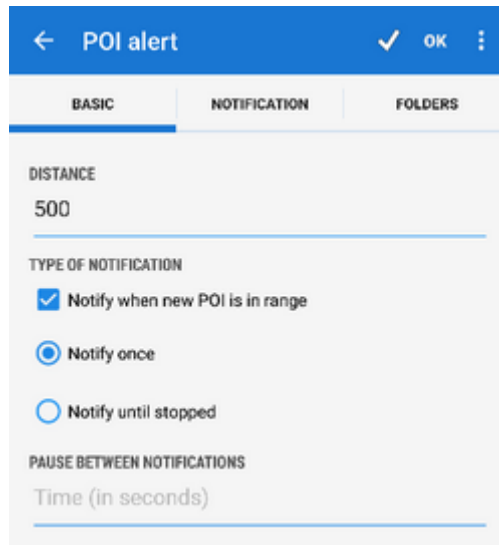 POI alert OK
BASIC NOTIFICATION FOLDERS
DISTANCE
500
TYPE OF NOTIFICATION
Notify when new POI is in range
Notify once
Notify until stopped
PAUSE BETWEEN NOTIFICATIONS
Time (in seconds)